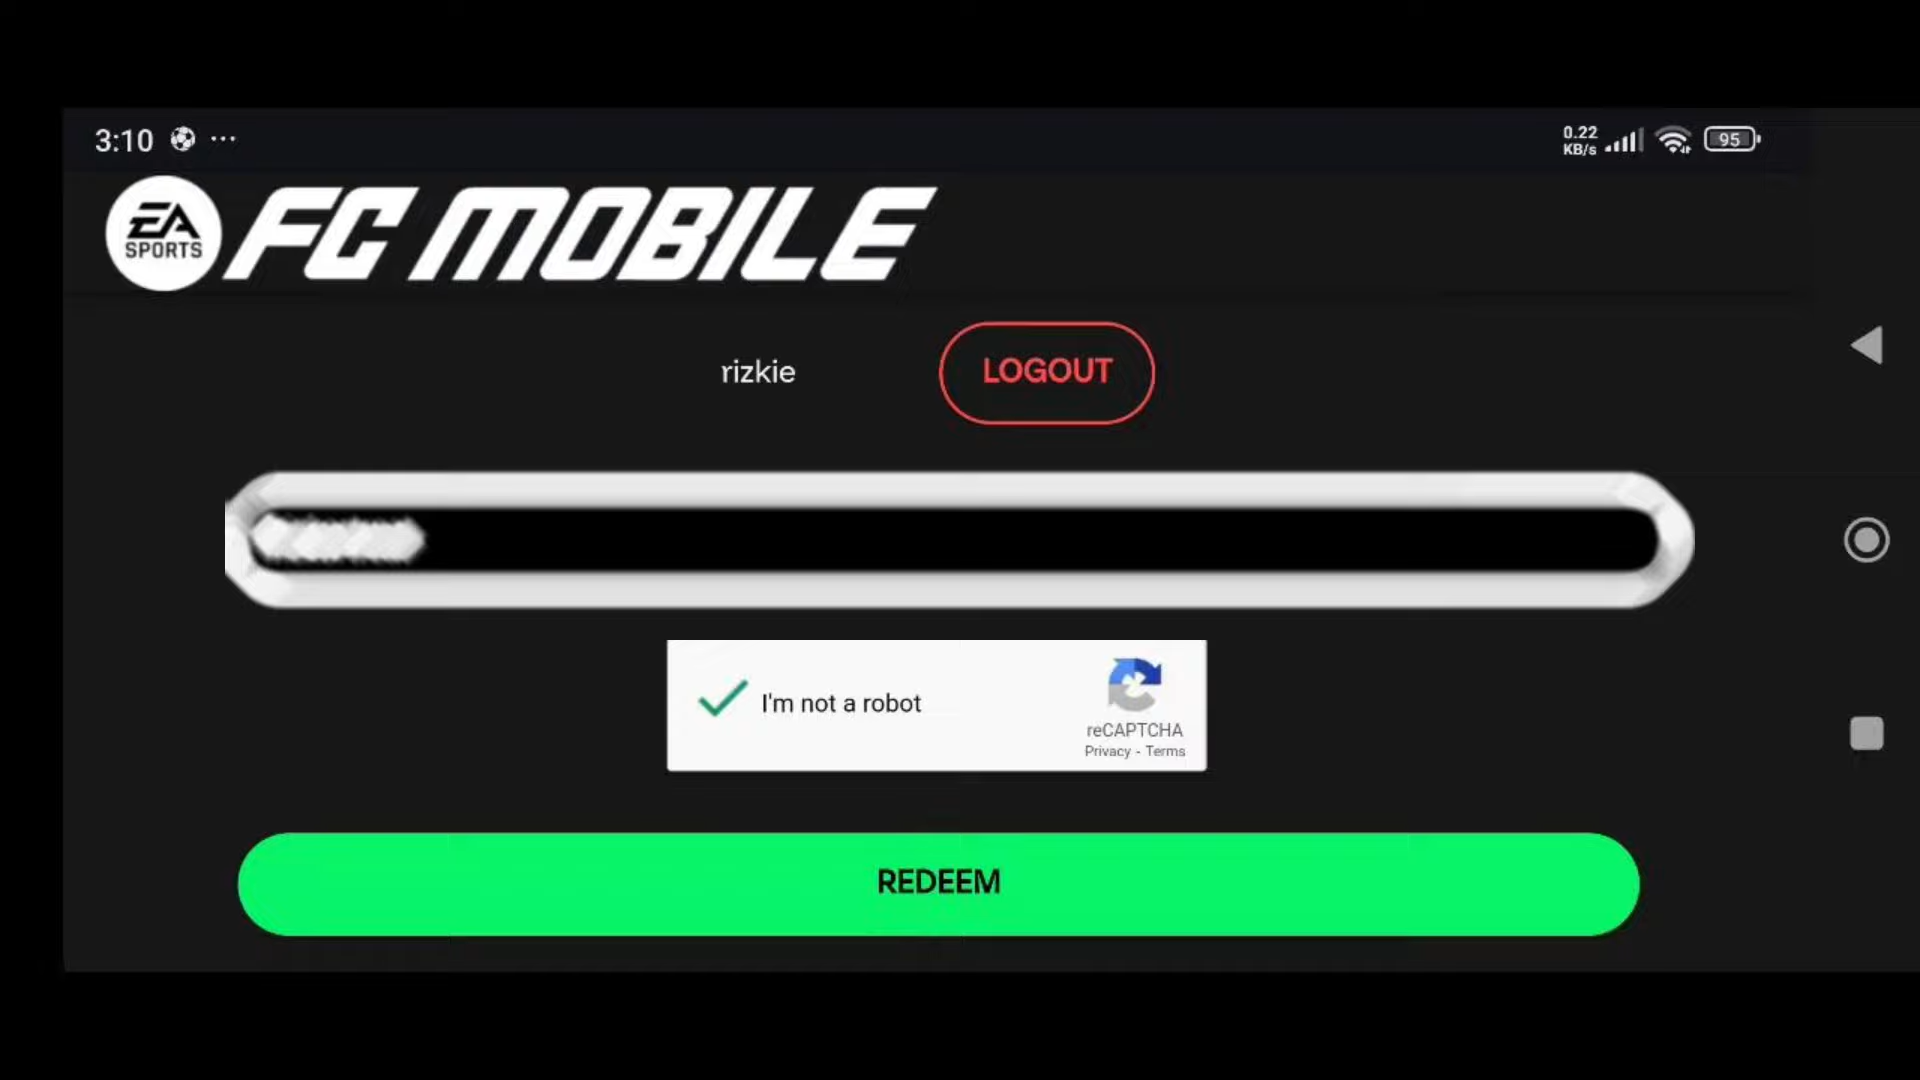 3:10 ... 0.22 KB/s 95
EA SPORTS FC MOBILE
rizkie LOGOUT
I'm not a robot
reCAPTCHA
Privacy - Terms
REDEEM